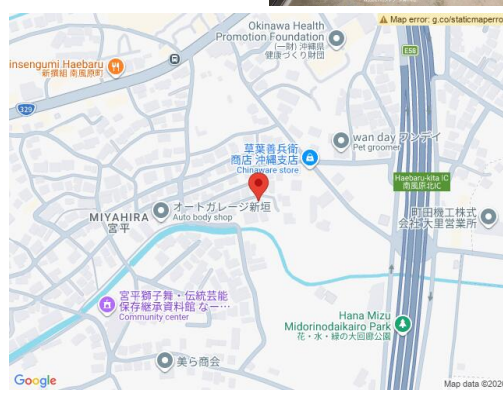 Map error: g.co/staticmaperro
Okinawa Health
Promotion Foundation
(一財)沖縄県
健康づくり財団
E58
insengumi Haebaru
新撰組 南風原町
329
wan day ワンデイ
Pet groomer
草葉善兵衛
商店 沖縄支店
Chinaware store
Haebaru-kita IC
南風原北IC
オートガレージ新垣
Auto body shop
MIYAHIRA
宮平
町田機工株式
会社大里営業所
宮平獅子舞・伝統芸能
保存継承資料館 なー…
Community center
Hana Mizu
Midorinodaikairo Park
花・水・緑の大回廊公園
美ら商会
Google
Map data ©2026